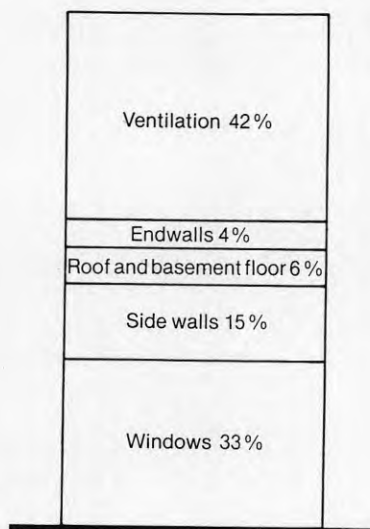 Ventilation 42%
Endwalls 4%
Roof and basement floor 6%
Side walls 15%
Windows 33%